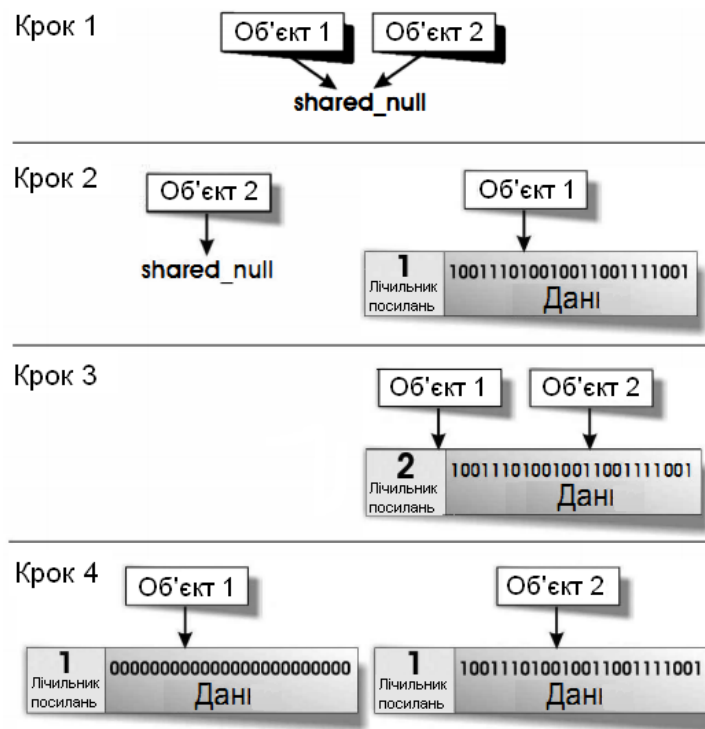 Крок 1
Об'єкт 1
Об'єкт 2
shared_null
Крок 2
Об'єкт 2
shared_null
Об'єкт 1
1
Лічильник
посилань
1001110100100110011111001
Дані
Крок 3
Об'єкт 1
Об'єкт 2
2
Лічильник
посилань
1001110100100110011111001
Дані
Крок 4
Об'єкт 1
1
Лічильник
посилань
0000000000000000000000000
Дані
Об'єкт 2
1
Лічильник
посилань
1001110100100110011111001
Дані